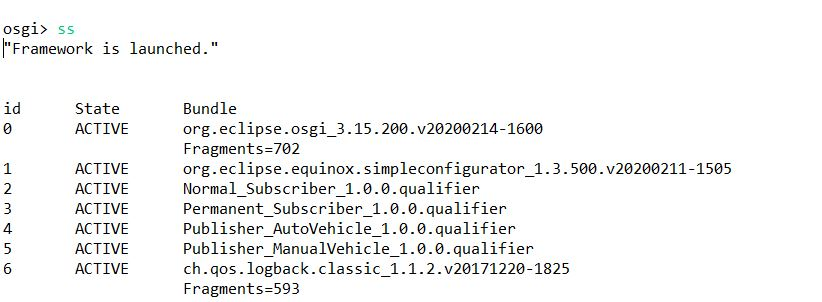 osgi> ss
"Framework is launched."
id State Bundle
0 ACTIVE org.eclipse.osgi_3.15.200.v20200214-1600
Fragments=702
1 ACTIVE org.eclipse.equinox.simpleconfigurator_1.3.500.v20200211-1505
2 ACTIVE Normal_Subscriber_1.0.0.qualifier
3 ACTIVE Permanent_Subscriber_1.0.0.qualifier
4 ACTIVE Publisher_AutoVehicle_1.0.0.qualifier
5 ACTIVE Publisher_ManualVehicle_1.0.0.qualifier
6 ACTIVE ch.qos.logback.classic_1.1.2.v20171220-1825
Fragments=593